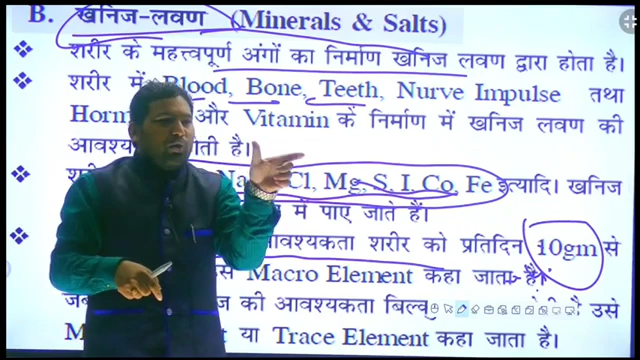 B. खनिज-लवण (Minerals & Salts)
शरीर के महत्वपूर्ण अंगों का निर्माण खनिज लवण द्वारा होता है।
शरीर में Blood, Bone, Teeth, Nurve Impulse तथा
Horm और Vitamin के निर्माण में खनिज लवण की
आवश्य ती है।
शर Na Cl, Mg, S, I, Co, Fe इत्यादि। खनिज
में पाए जाते हैं।
आवश्यकता शरीर को प्रतिदिन 10gm से
से Macro Element कहा जाता है।
जब की आवश्यकता उसे
M या Trace Element कहा जाता है।